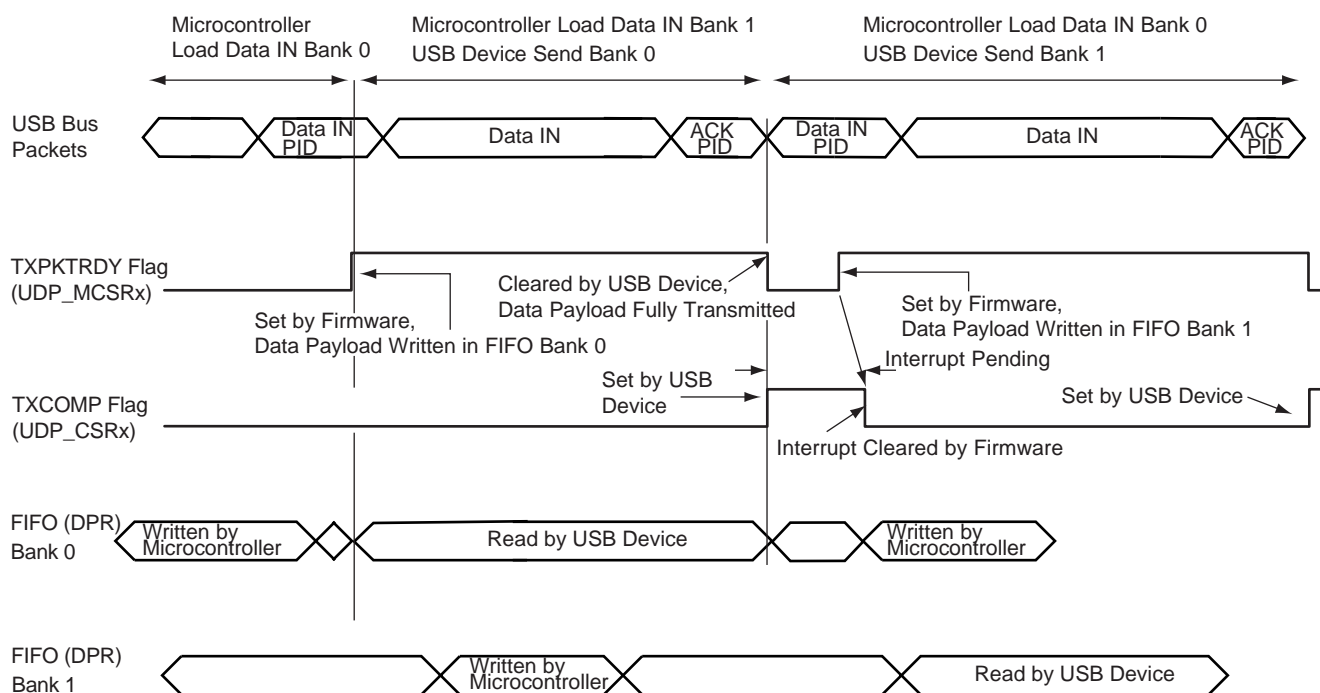 Microcontroller
Load Data IN Bank 0
Microcontroller Load Data IN Bank 1
USB Device Send Bank 0
Microcontroller Load Data IN Bank 0
USB Device Send Bank 1
USB Bus
Packets
Data IN
PID
Data IN
ACK
PID
Data IN
PID
Data IN
ACK
PID
TXPKTRDY Flag
(UDP_MCSRx)
Set by Firmware,
Data Payload Written in FIFO Bank 0
Cleared by USB Device,
Data Payload Fully Transmitted
Set by Firmware,
Data Payload Written in FIFO Bank 1
Interrupt Pending
TXCOMP Flag
(UDP_CSRx)
Set by USB
Device
Set by USB Device
Interrupt Cleared by Firmware
FIFO (DPR)
Bank 0
Written by
Microcontroller
Read by USB Device
Written by
Microcontroller
FIFO (DPR)
Bank 1
Written by
Microcontroller
Read by USB Device